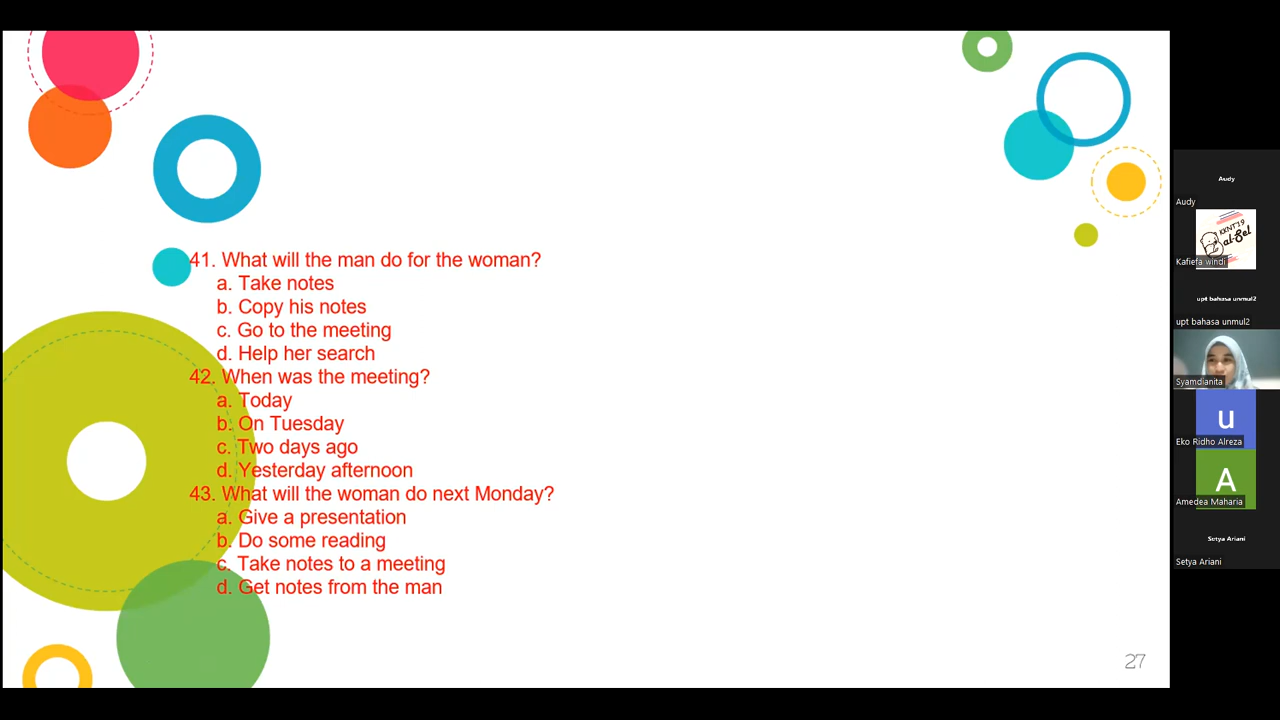 41. What will the man do for the woman?
a. Take notes
b. Copy his notes
c. Go to the meeting
d. Help her search
42. When was the meeting?
a. Today
b. On Tuesday
c. Two days ago
d. Yesterday afternoon
43. What will the woman do next Monday?
a. Give a presentation
b. Do some reading
c. Take notes to a meeting
d. Get notes from the man
27
Audy
Audy
KKNT19
al-Sel
Kafiefa windi
upt bahasa unmul2
upt bahasa unmul2
Syamdianita
u
Eko Ridho Alreza
A
Amedea Maharia
Setya Ariani
Setya Ariani